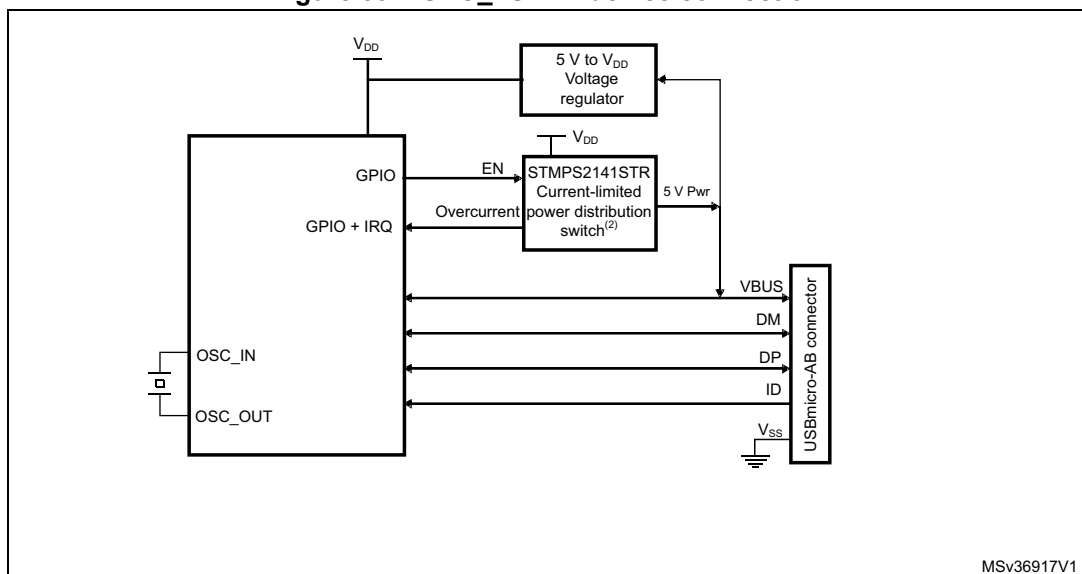 V_DD
5 V to V_DD
Voltage
regulator
V_DD
GPIO
EN
STMPS2141STR
Current-limited
power distribution
switch(2)
5 V Pwr
Overcurrent
GPIO + IRQ
VBUS
DM
DP
ID
V_SS
USBmicro-AB connector
OSC_IN
OSC_OUT
MSv36917V1